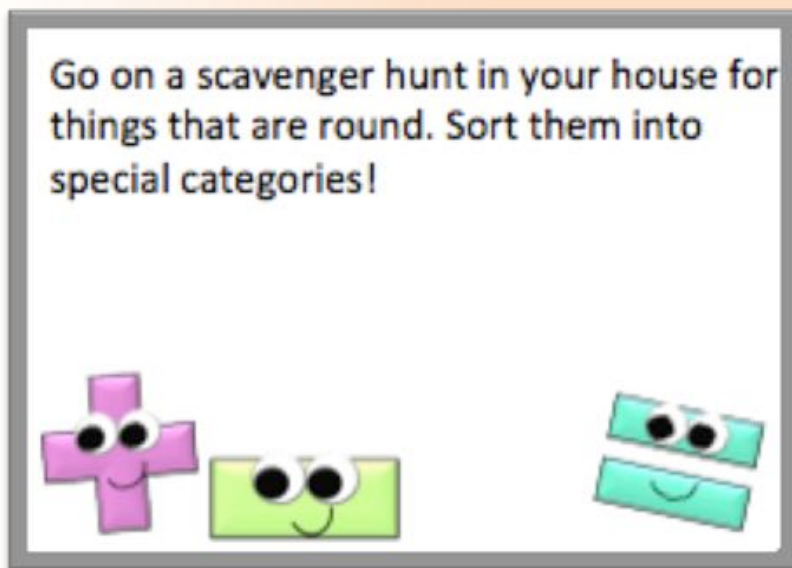 Go on a scavenger hunt in your house for
things that are round. Sort them into
special categories!